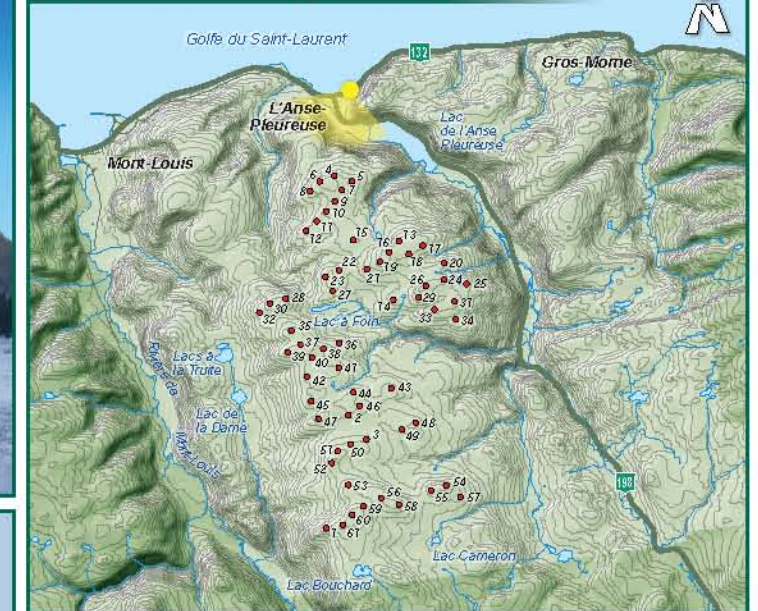 N
Golfe du Saint-Laurent
132
Gros-Morne
L'Anse-
Pleureuse
Lac
de l'Anse
Pleureuse
Mont-Louis
6 4 5
8 7
9
10
11
12
15 16 13
17
18
19
20
22
21
23
26 24 25
27
28
14 29 31
30
32
33 34
Lac à Foin
35
37 36
39 38
40
41
42
43
44
45 46
47 2
48
49
3
51 50
52
53
54
55 57
56
58
59
60
1 61
Lacs à
la Truite
Rivière de
Mont-Louis
Lac de
la Dame
198
Lac Cameron
Lac Bouchard